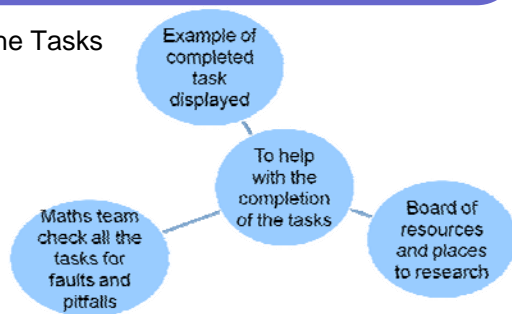 ne Tasks
Example of
completed
task
displayed
To help
with the
completion
of the tasks
Maths team
check all the
tasks for
faults and
pitfalls
Board of
resources
and places
to research